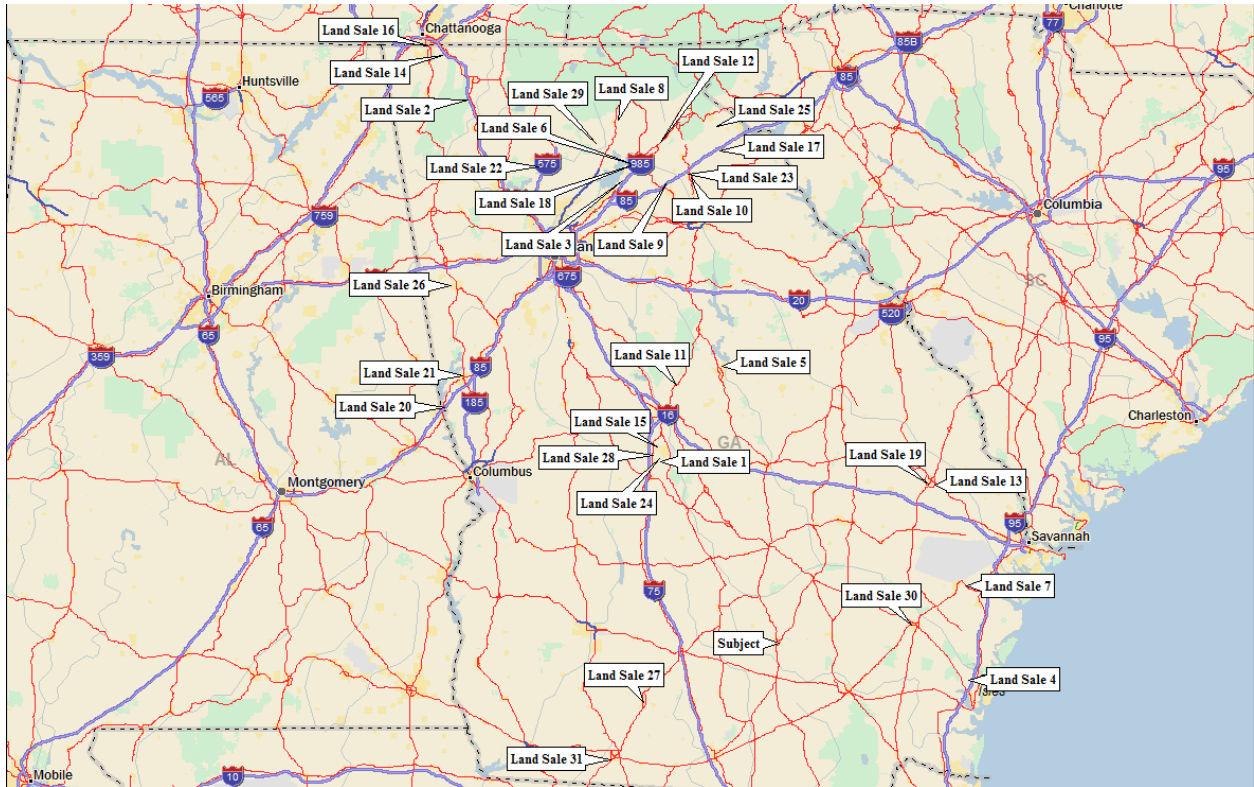 Charlotte
77
Chattanooga
Land Sale 16
85B
Land Sale 12
Land Sale 14
85
Huntsville
Land Sale 29
Land Sale 8
565
Land Sale 2
Land Sale 25
Land Sale 6
Land Sale 17
Land Sale 22
575
985
95
Land Sale 23
Land Sale 18
85
Columbia
759
Land Sale 10
Land Sale 3
Land Sale 9
675
SC
Land Sale 26
Birmingham
20
520
65
95
359
Land Sale 11
Land Sale 5
85
Land Sale 21
185
Land Sale 20
16
Charleston
Land Sale 15
GA
Land Sale 28
Land Sale 1
AL
Land Sale 19
Columbus
Land Sale 13
Montgomery
Land Sale 24
65
95
Savannah
75
Land Sale 7
Land Sale 30
Subject
Land Sale 27
Land Sale 4
Isles
Land Sale 31
10
Mobile